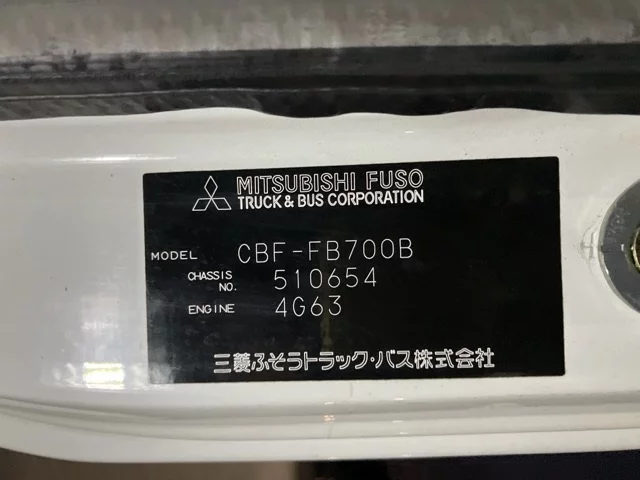 MITSUBISHI FUSO
TRUCK & BUS CORPORATION
MODEL CBF-FB700B
CHASSIS NO. 510654
ENGINE 4G63
三菱ふそうトラック・バス株式会社